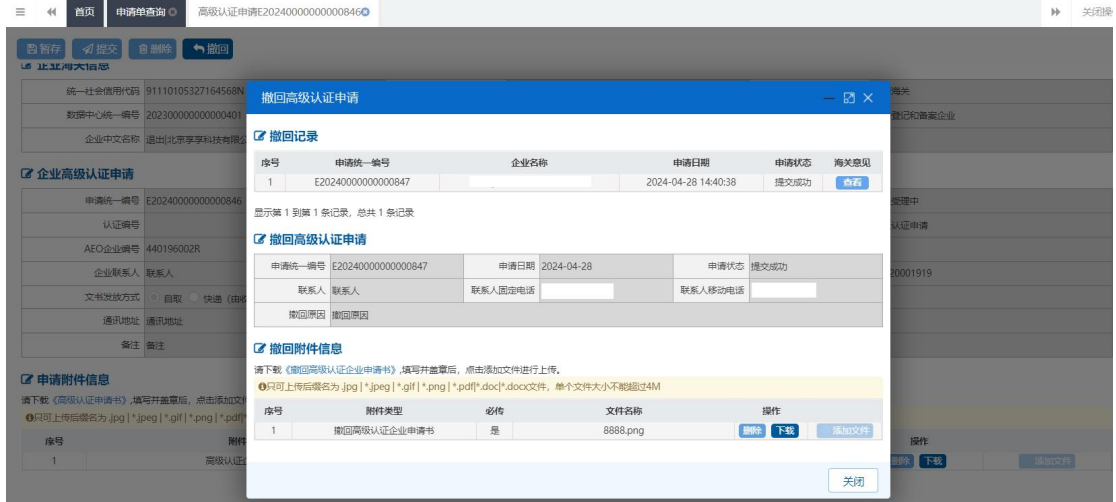 首页 申请单查询 高级认证申请E20240000000000846 关闭操
暂存 提交 删除 撤回
企业海关信息
统一社会信用代码 91110105327164568N 海关
数据中心统一编号 202300000000000401 登记和备案企业
企业中文名称 退出|北京享享科技有限公
企业高级认证申请
申请统一编号 E20240000000000846 受理中
认证编号 认证申请
AEO企业编号 440196002R
企业联系人 联系人 20001919
文书发放方式 自取 快递 (由收
通讯地址 通讯地址
备注 备注
申请附件信息
请下载《高级认证申请书》,填写并盖章后,点击添加文件
只可上传后缀名为 .jpg | *.jpeg | *.gif | *.png | *.pdf|*
序号 附件 操作
1 高级认证企 删除 下载 添加文件
撤回高级认证申请
撤回记录
序号 申请统一编号 企业名称 申请日期 申请状态 海关意见
1 E20240000000000847 2024-04-28 14:40:38 提交成功 查看
显示第 1 到第 1 条记录，总共 1 条记录
撤回高级认证申请
申请统一编号 E20240000000000847 申请日期 2024-04-28 申请状态 提交成功
联系人 联系人 联系人固定电话 联系人移动电话
撤回原因 撤回原因
撤回附件信息
请下载《撤回高级认证企业申请书》,填写并盖章后，点击添加文件进行上传。
只可上传后缀名为 .jpg | *.jpeg | *.gif | *.png | *.pdf|*.doc|*.docx文件，单个文件大小不能超过4M
序号 附件类型 必传 文件名称 操作
1 撤回高级认证企业申请书 是 8888.png 删除 下载 添加文件
关闭